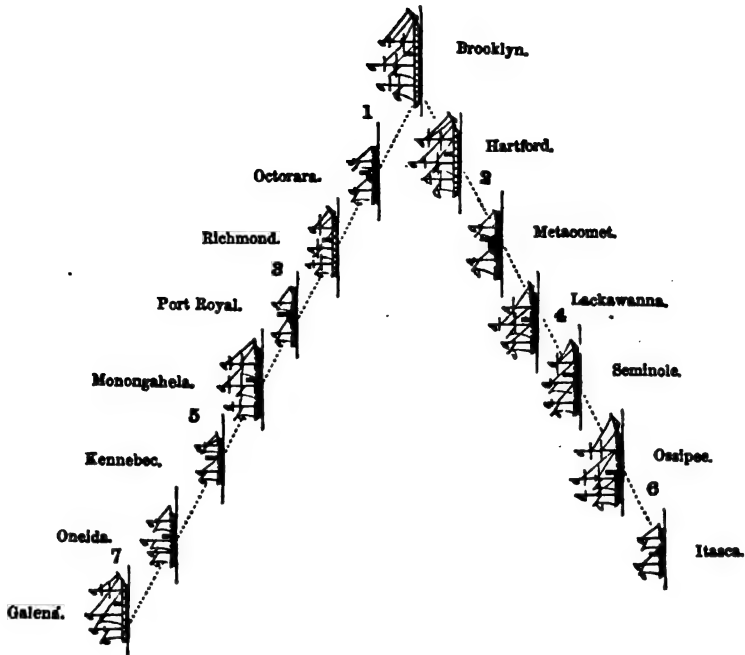 Brooklyn.
1
Hartford.
Octorara.
2
Richmond.
Metacomet.
3
Port Royal.
Lackawanna.
4
Monongahela.
Seminole.
5
Kennebec.
Ossipee.
6
Oneida.
7
Itasca.
Galena.